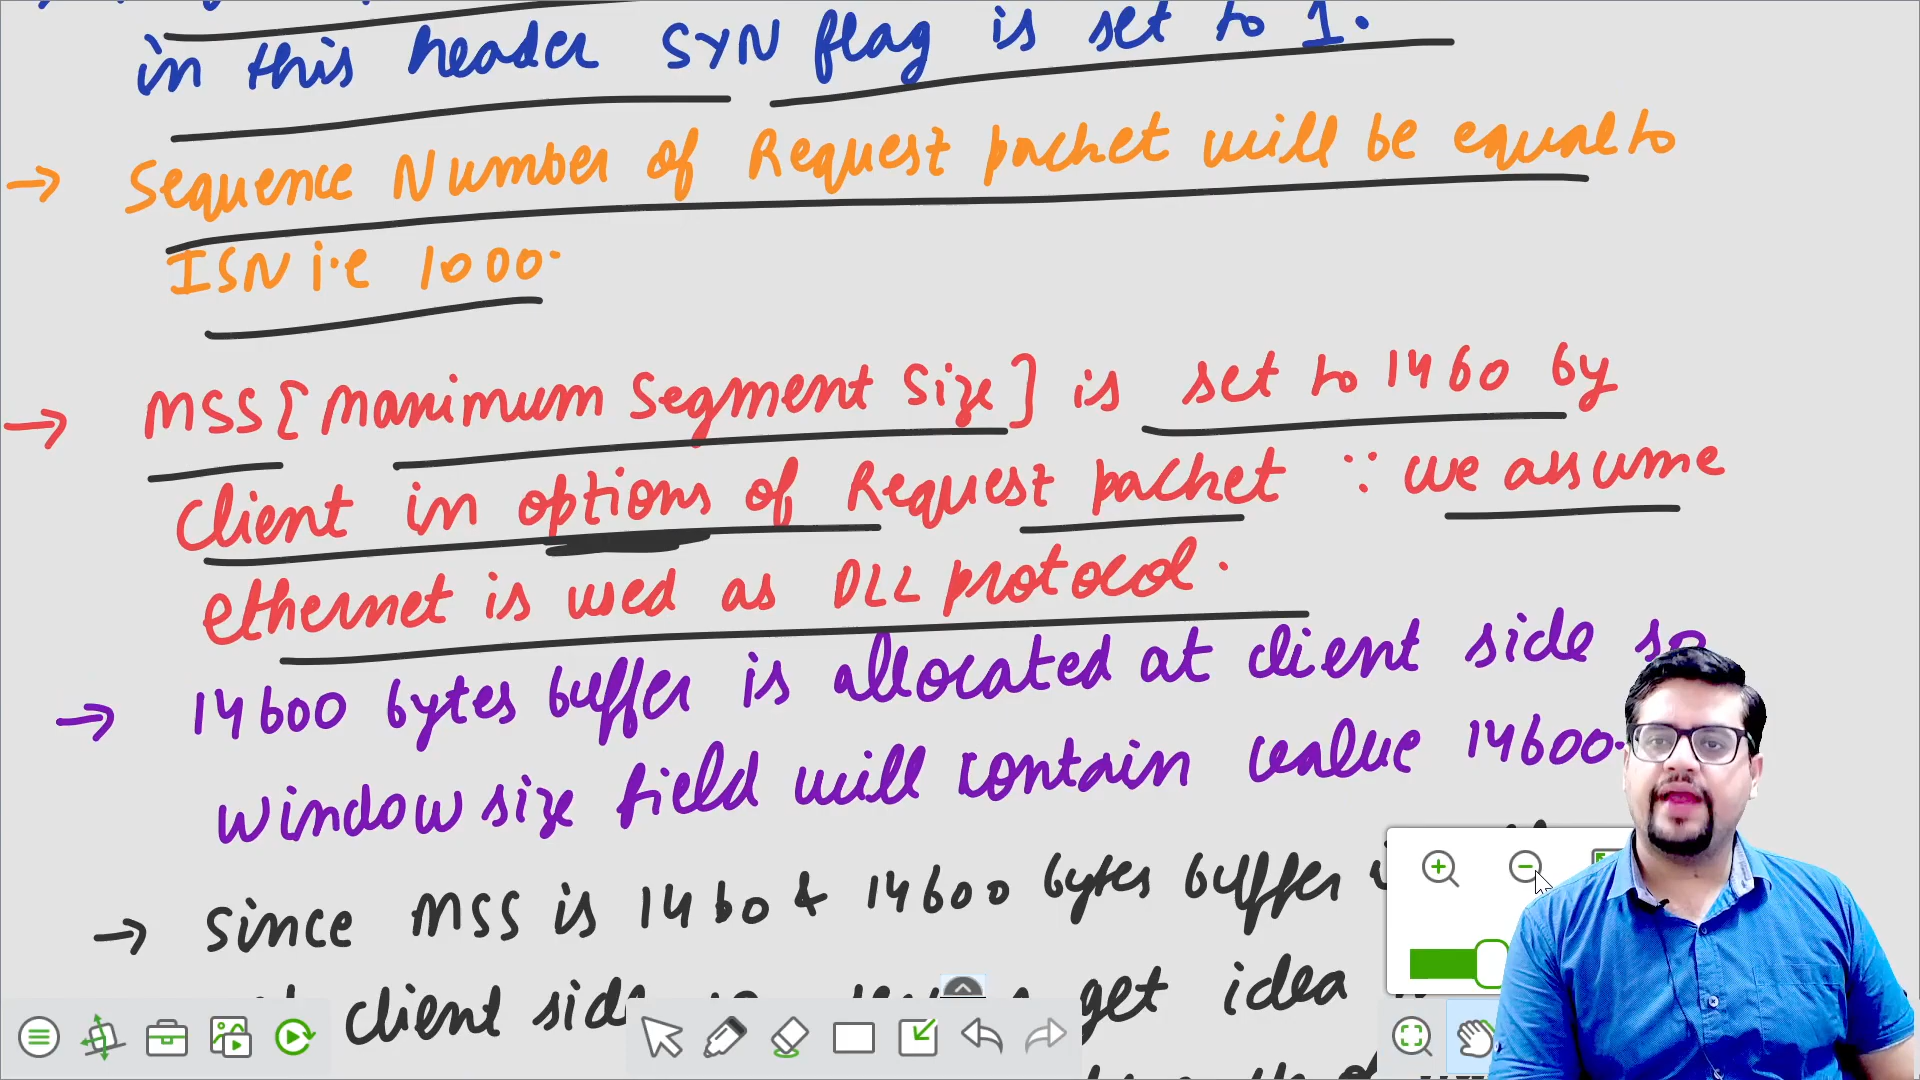 in this header SYN flag is set to 1.
→ Sequence Number of Request packet will be equal to
ISN i.e 1000.
→ MSS [Maximum Segment Size] is set to 1460 by
Client in options of Request packet ∵ we assume
ethernet is used as DLL protocol.
→ 14600 bytes buffer is allocated at client side so
window size field will contain value 14600.
→ Since MSS is 1460 & 14600 bytes buffer
client side get idea